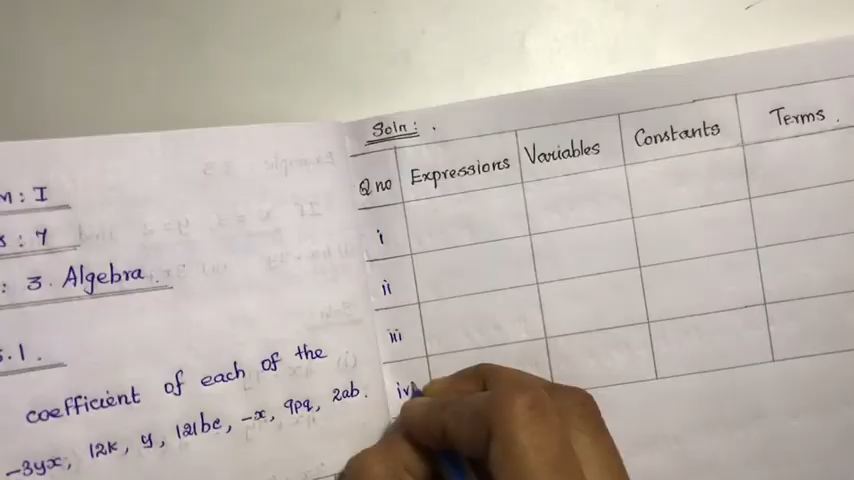 : I
: 7
: 3. Algebra.
.1.
coefficient of each of the
-3yx, 12k, y, 121bc, -x, 9pq, 2ab.
Soln:.
Q no Expressions Variables Constants Terms.
i
ii
iii
iv